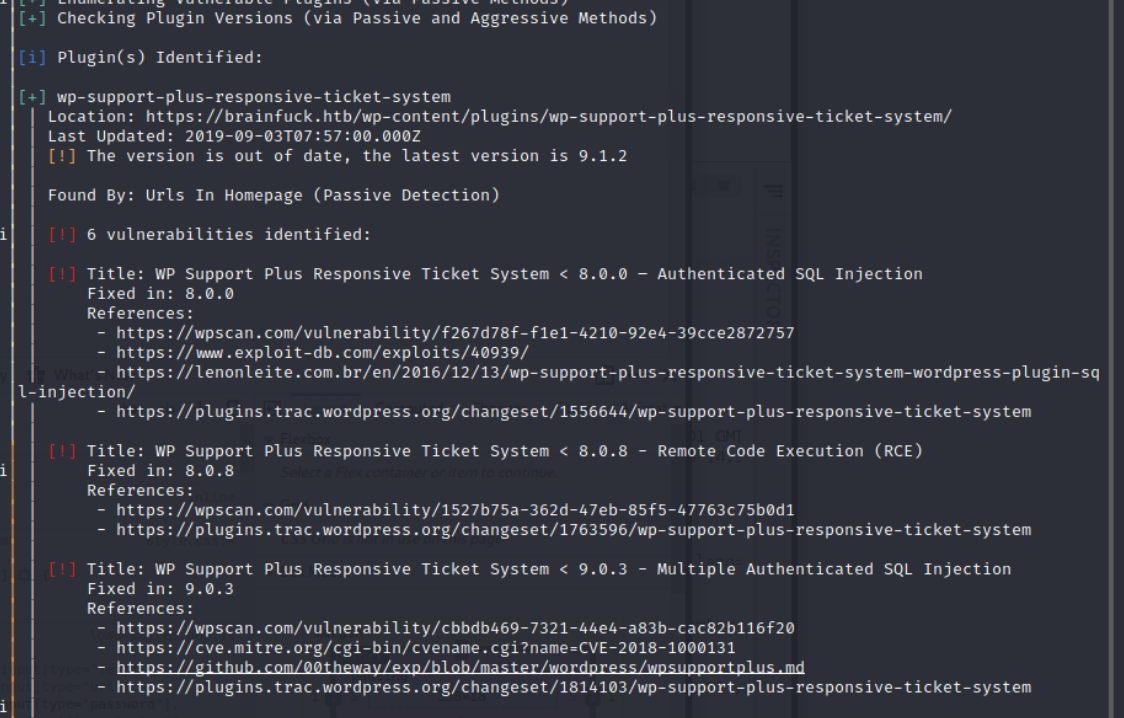 [+] Enumerating Vulnerable Plugins (via Passive Methods)
[+] Checking Plugin Versions (via Passive and Aggressive Methods)
[i] Plugin(s) Identified:
[+] wp-support-plus-responsive-ticket-system
Location: https://brainfuck.htb/wp-content/plugins/wp-support-plus-responsive-ticket-system/
Last Updated: 2019-09-03T07:57:00.000Z
[!] The version is out of date, the latest version is 9.1.2
Found By: Urls In Homepage (Passive Detection)
[!] 6 vulnerabilities identified:
[!] Title: WP Support Plus Responsive Ticket System < 8.0.0 – Authenticated SQL Injection
Fixed in: 8.0.0
References:
- https://wpscan.com/vulnerability/f267d78f-f1e1-4210-92e4-39cce2872757
- https://www.exploit-db.com/exploits/40939/
- https://lenonleite.com.br/en/2016/12/13/wp-support-plus-responsive-ticket-system-wordpress-plugin-sq
l-injection/
- https://plugins.trac.wordpress.org/changeset/1556644/wp-support-plus-responsive-ticket-system
[!] Title: WP Support Plus Responsive Ticket System < 8.0.8 - Remote Code Execution (RCE)
Fixed in: 8.0.8
References:
- https://wpscan.com/vulnerability/1527b75a-362d-47eb-85f5-47763c75b0d1
- https://plugins.trac.wordpress.org/changeset/1763596/wp-support-plus-responsive-ticket-system
[!] Title: WP Support Plus Responsive Ticket System < 9.0.3 - Multiple Authenticated SQL Injection
Fixed in: 9.0.3
References:
- https://wpscan.com/vulnerability/cbbdb469-7321-44e4-a83b-cac82b116f20
- https://cve.mitre.org/cgi-bin/cvename.cgi?name=CVE-2018-1000131
- https://github.com/00theway/exp/blob/master/wordpress/wpsupportplus.md
- https://plugins.trac.wordpress.org/changeset/1814103/wp-support-plus-responsive-ticket-system